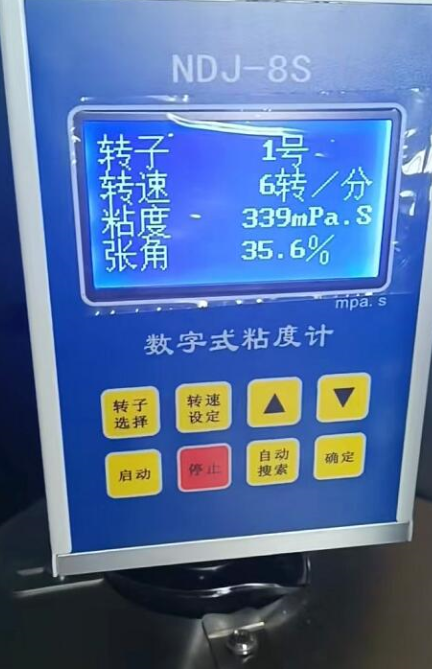 NDJ-8S
转子 1号
转速 6转／分
粘度 339mPa.S
张角 35.6%
mpa.s
数字式粘度计
转子选择
转速设定
▲
▼
启动
停止
自动搜索
确定